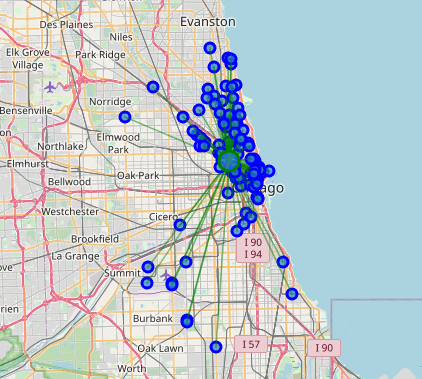 Evanston
Des Plaines
Niles
Elk Grove
Village
Park Ridge
Bensenville
Norridge
Elmwood
Park
Northlake
Elmhurst
Oak Park
Bellwood
ago
Westchester
Cicero
Brookfield
I 90
I 94
La Grange
Summit
Burbank
Oak Lawn
I 57
I 90
Worth